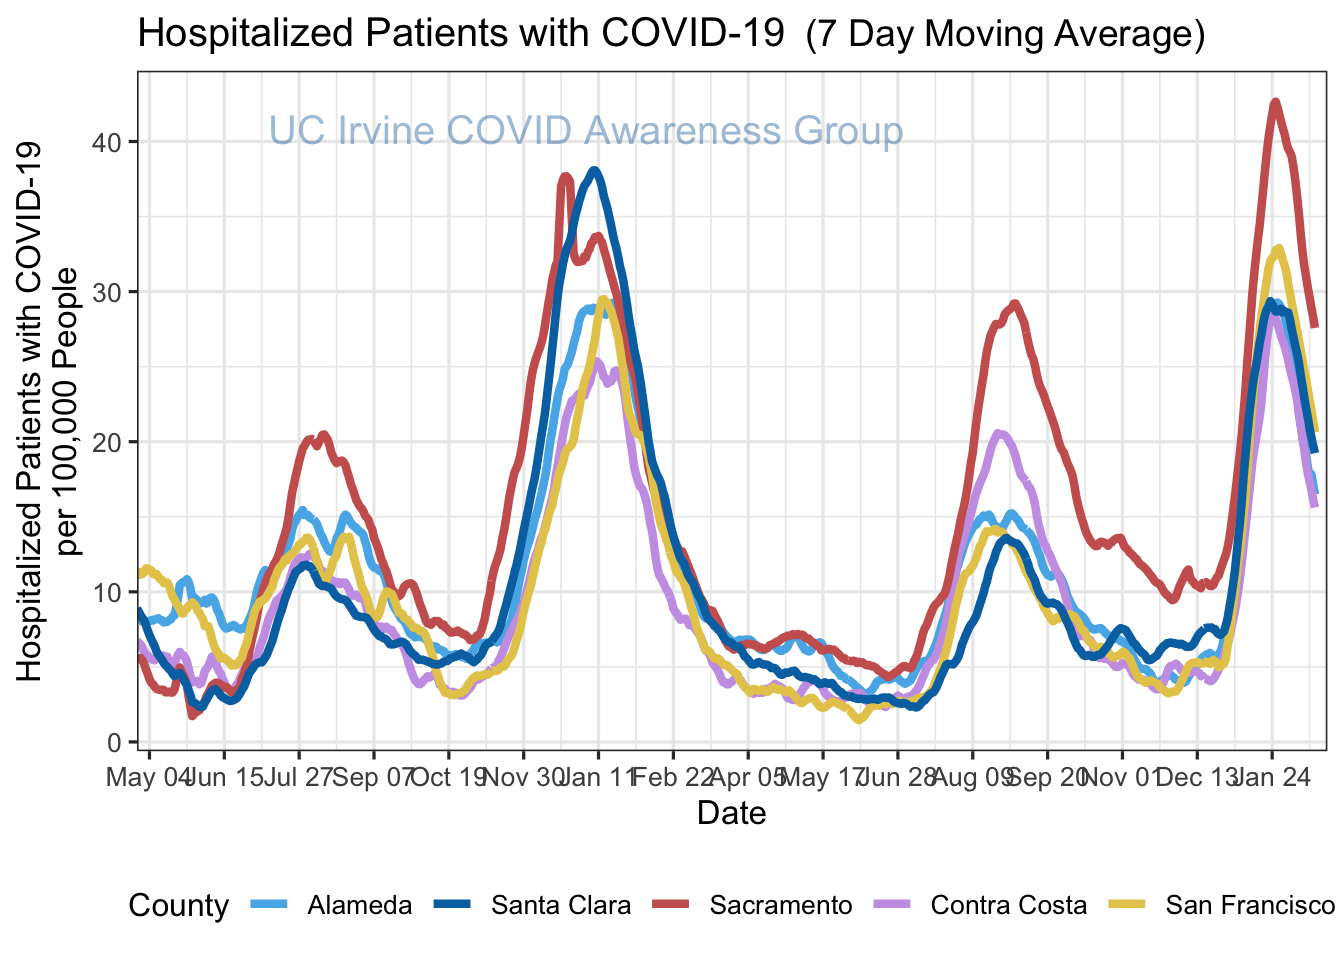 Hospitalized Patients with COVID-19 (7 Day Moving Average)
UC Irvine COVID Awareness Group
Hospitalized Patients with COVID-19
per 100,000 People
40
30
20
10
0
May 04 Jun 15 Jul 27 Sep 07 Oct 19 Nov 30 Jan 11 Feb 22 Apr 05 May 17 Jun 28 Aug 09 Sep 20 Nov 01 Dec 13 Jan 24
Date
County Alameda Santa Clara Sacramento Contra Costa San Francisco